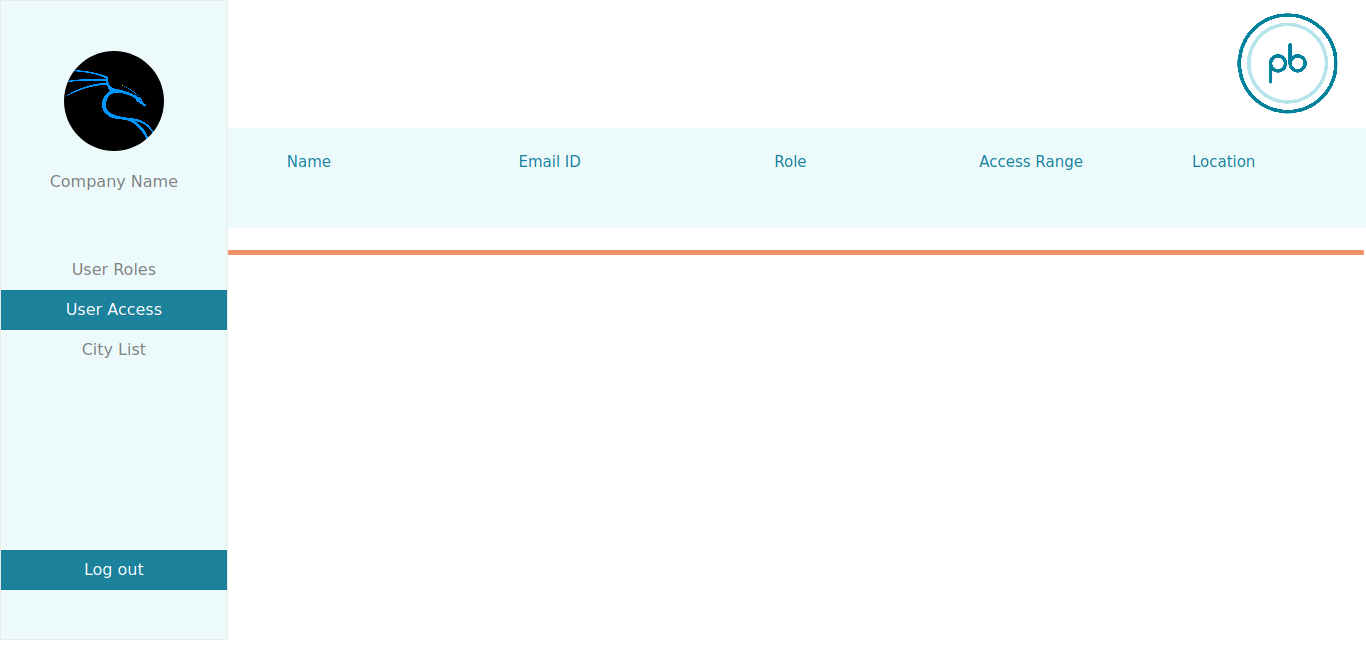 pb
Company Name
Name Email ID Role Access Range Location
User Roles
User Access
City List
Log out